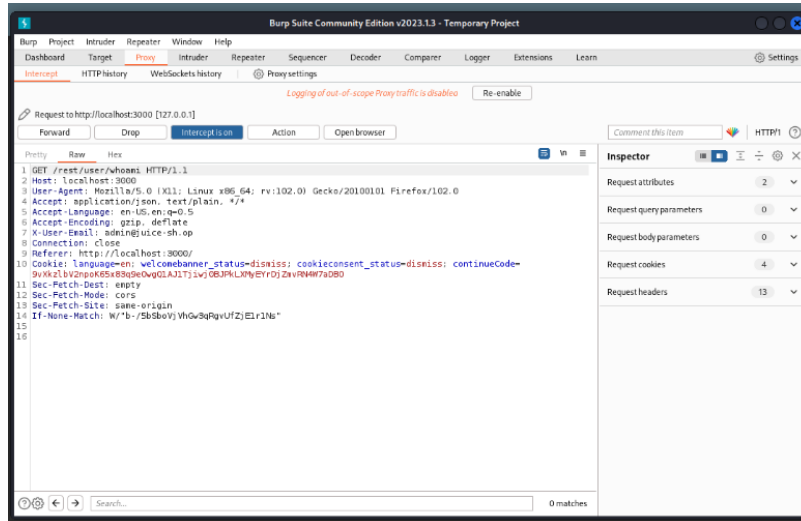 Burp Suite Community Edition v2023.1.3 - Temporary Project
Burp Project Intruder Repeater Window Help
Dashboard Target Proxy Intruder Repeater Sequencer Decoder Comparer Logger Extensions Learn Settings
Intercept HTTP history WebSockets history Proxy settings
Logging of out-of-scope Proxy traffic is disabled Re-enable
Request to http://localhost:3000 [127.0.0.1]
Forward Drop Intercept is on Action Open browser Comment this item HTTP/1
Pretty Raw Hex \n
Inspector
1 GET /rest/user/whoami HTTP/1.1
2 Host: localhost:3000
3 User-Agent: Mozilla/5.0 (X11; Linux x86_64; rv:102.0) Gecko/20100101 Firefox/102.0
4 Accept: application/json, text/plain, */*
5 Accept-Language: en-US,en;q=0.5
6 Accept-Encoding: gzip, deflate
7 X-User-Email: admin@juice-sh.op
8 Connection: close
9 Referer: http://localhost:3000/
10 Cookie: language=en; welcomebanner_status=dismiss; cookieconsent_status=dismiss; continueCode=
11 Sec-Fetch-Dest: empty
12 Sec-Fetch-Mode: cors
13 Sec-Fetch-Site: same-origin
14 If-None-Match:
15
16
Request attributes 2
Request query parameters 0
Request body parameters 0
Request cookies 4
Request headers 13
Search... 0 matches